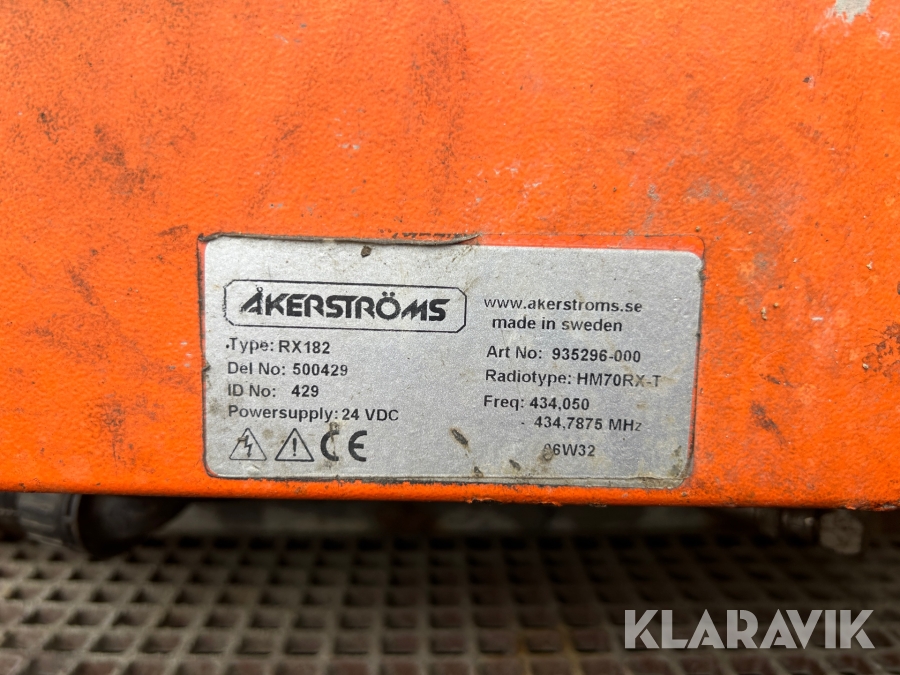 ÅKERSTRÖMS
www.akerstroms.se
made in sweden
Type: RX182
Del No: 500429
ID No: 429
Powersupply: 24 VDC
Art No: 935296-000
Radiotype: HM70RX-T
Freq: 434,050
- 434,7875 MHz
06W32
CE
KLARAVIK